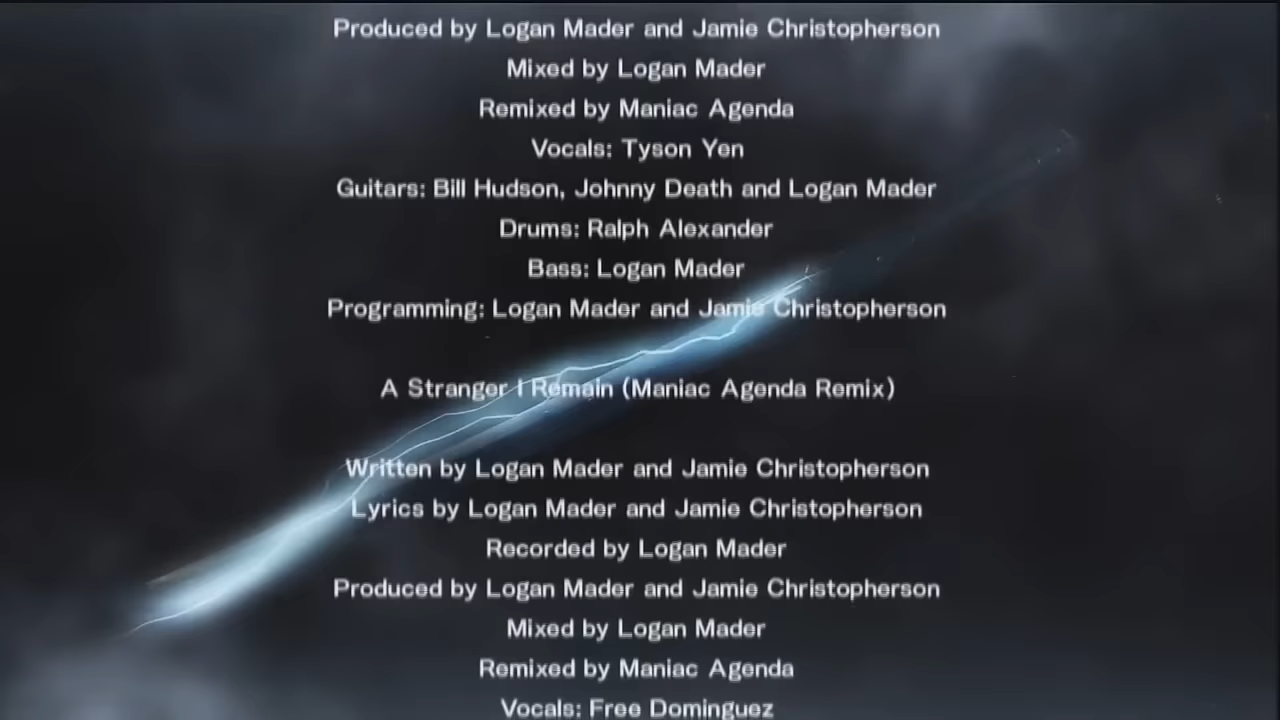 Produced by Logan Mader and Jamie Christopherson
Mixed by Logan Mader
Remixed by Maniac Agenda
Vocals: Tyson Yen
Guitars: Bill Hudson, Johnny Death and Logan Mader
Drums: Ralph Alexander
Bass: Logan Mader
Programming: Logan Mader and Jamie Christopherson
A Stranger I Remain (Maniac Agenda Remix)
Written by Logan Mader and Jamie Christopherson
Lyrics by Logan Mader and Jamie Christopherson
Recorded by Logan Mader
Produced by Logan Mader and Jamie Christopherson
Mixed by Logan Mader
Remixed by Maniac Agenda
Vocals: Free Dominguez